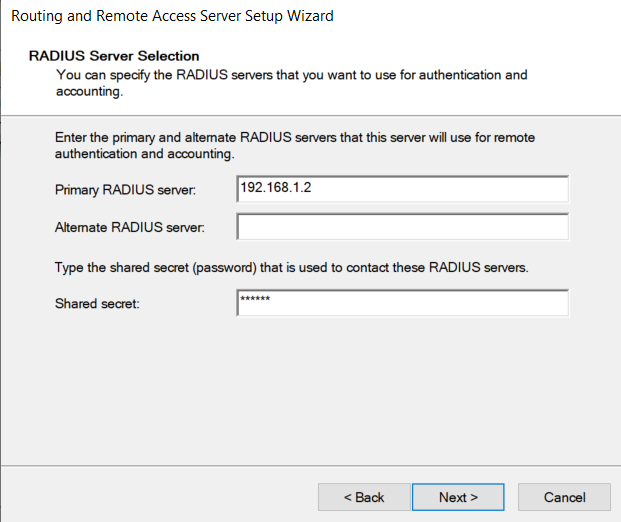 Routing and Remote Access Server Setup Wizard
RADIUS Server Selection
You can specify the RADIUS servers that you want to use for authentication and
accounting.
Enter the primary and alternate RADIUS servers that this server will use for remote
authentication and accounting.
Primary RADIUS server: 192.168.1.2
Alternate RADIUS server:
Type the shared secret (password) that is used to contact these RADIUS servers.
Shared secret: ******
< Back Next > Cancel